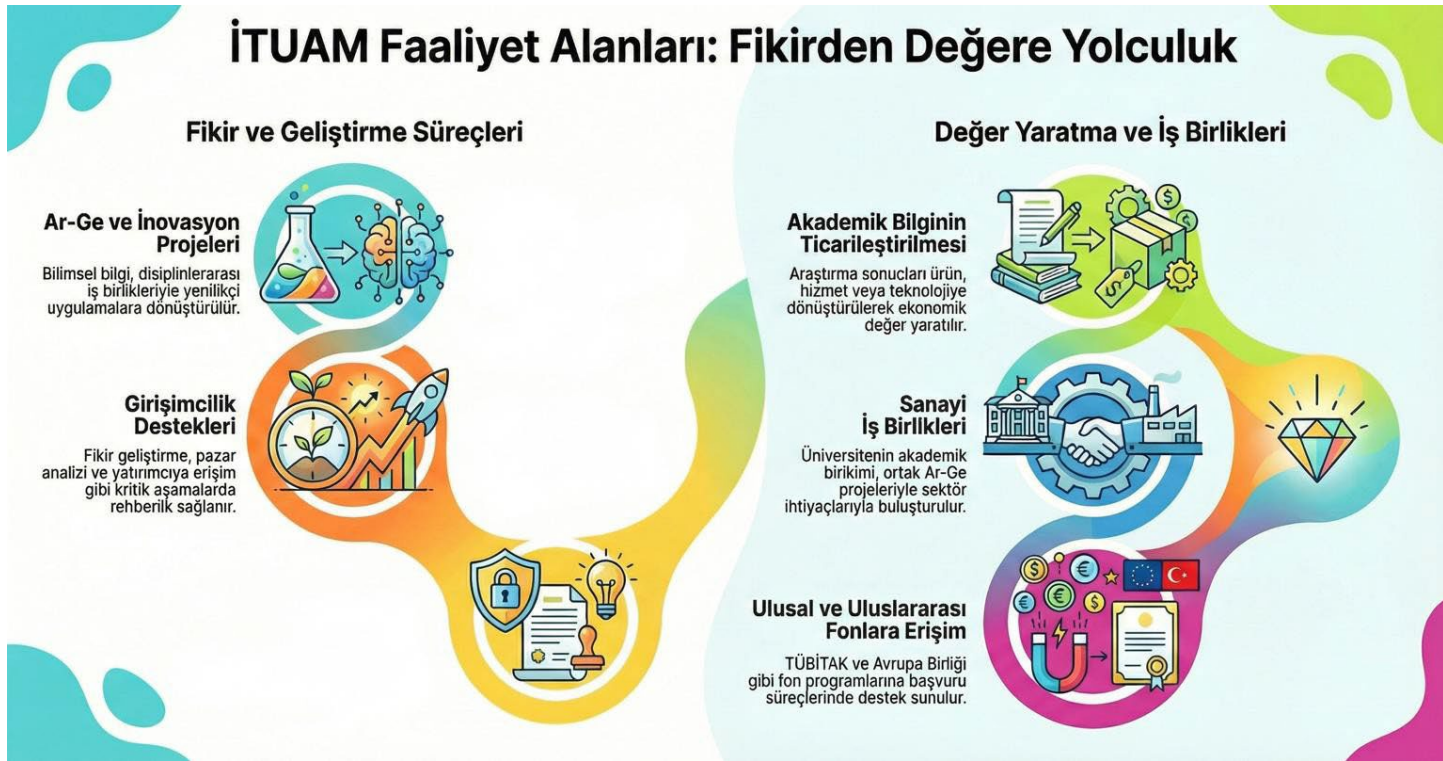 İTUAM Faaliyet Alanları: Fikirden Değere Yolculuk
Fikir ve Geliştirme Süreçleri
Ar-Ge ve İnovasyon
Projeleri
Bilimsel bilgi, disiplinlerarası
iş birlikleriyle yenilikçi
uygulamalara dönüştürülür.
Girişimcilik
Destekleri
Fikir geliştirme, pazar
analizi ve yatırımcıya erişim
gibi kritik aşamalarda
rehberlik sağlanır.
Değer Yaratma ve İş Birlikleri
Akademik Bilginin
Ticarileştirilmesi
Araştırma sonucları ürün,
hizmet veya teknolojiye
dönüştürülerek ekonomik
değer yaratılır.
Sanayi
İş Birlikleri
Üniversitenin akademik
birikimi, ortak Ar-Ge
projeleriyle sektör
ihtiyaçlarıyla buluşturulur.
Ulusal ve Uluslararası
Fonlara Erişim
TÜBİTAK ve Avrupa Birliği
gibi fon programlarına başvuru
süreçlerinde destek sunulur.